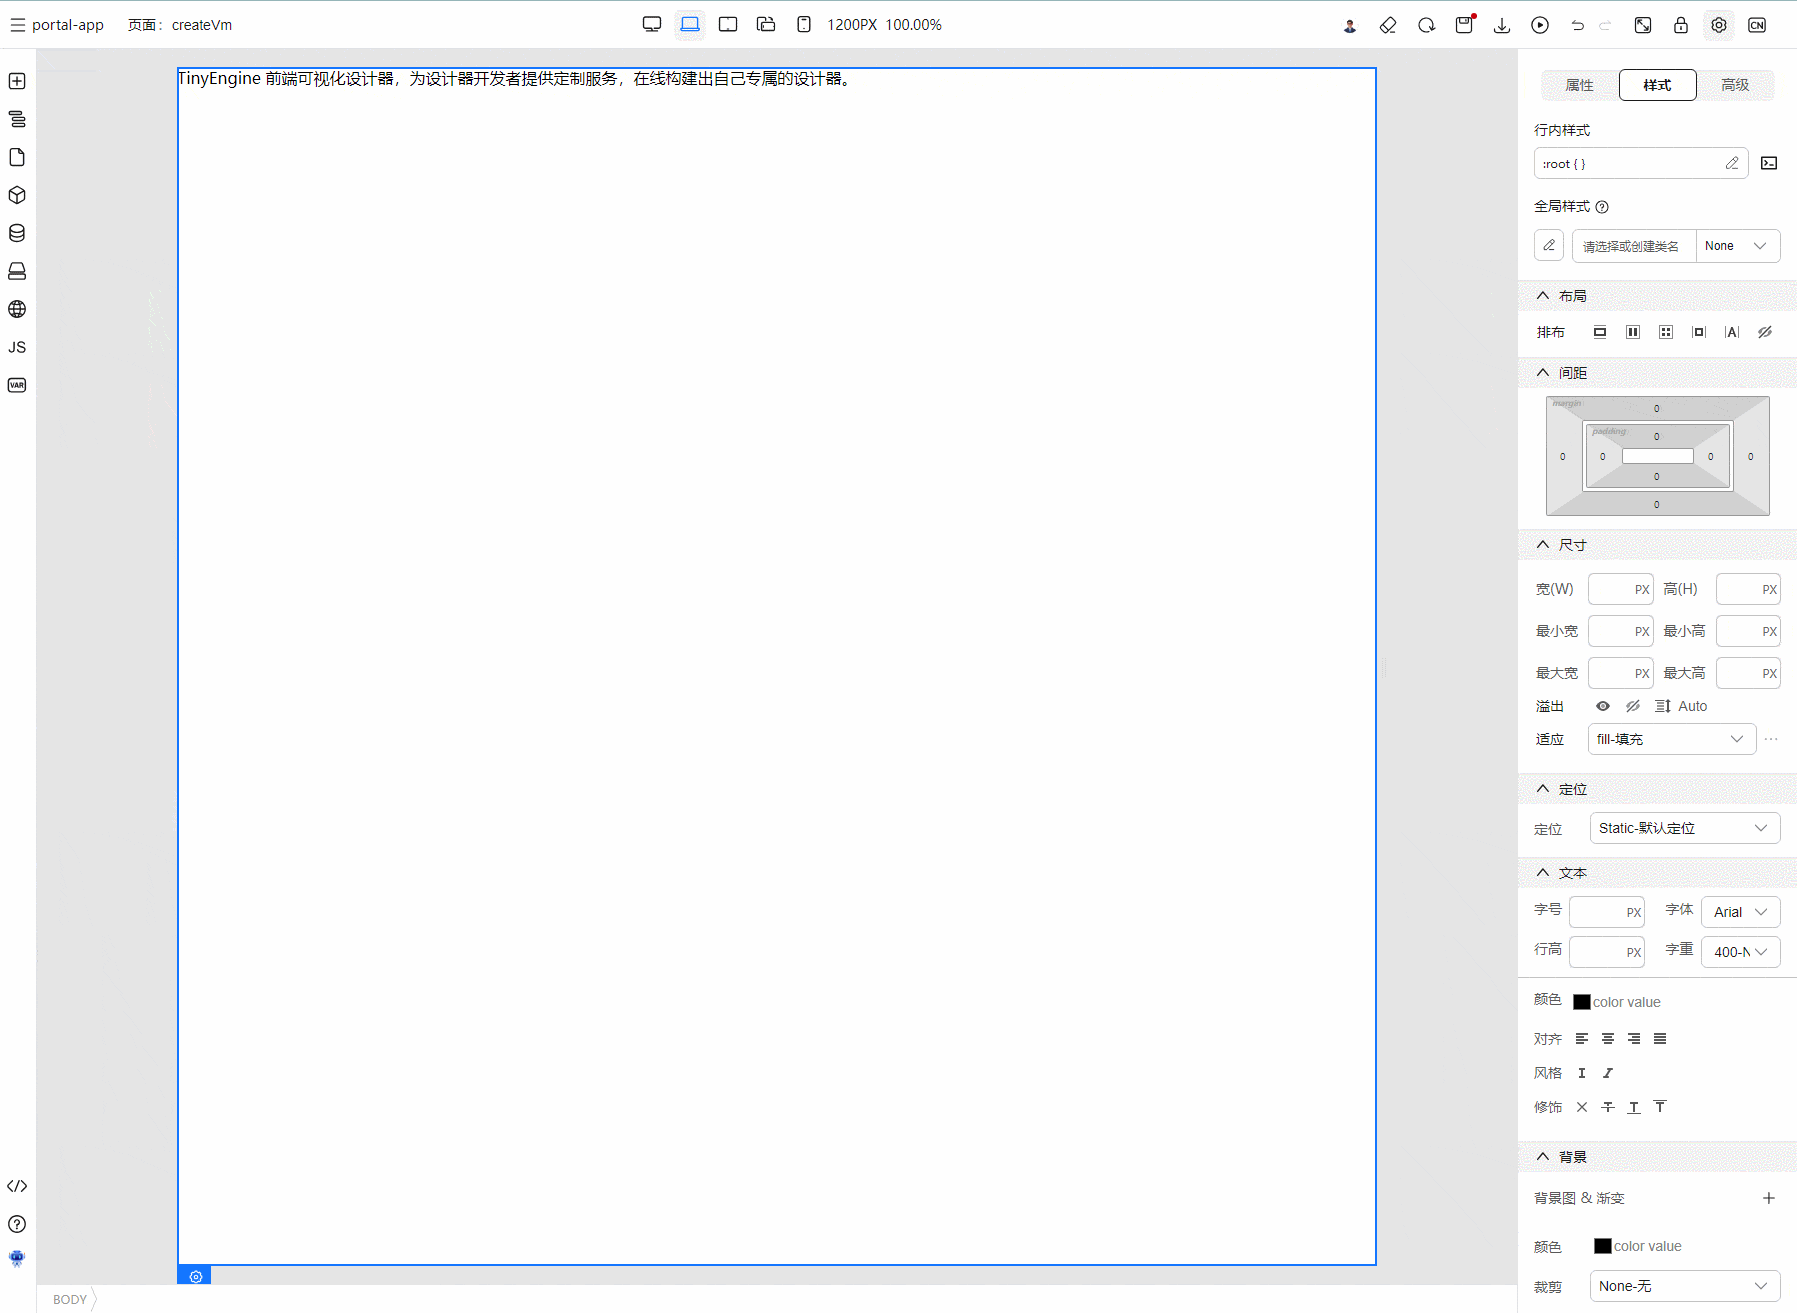 portal-app 页面：createVm 1200PX 100.00% CN
TinyEngine 前端可视化设计器，为设计器开发者提供定制服务，在线构建出自己专属的设计器。
JS
VAR
BODY
属性 样式 高级
行内样式
:root { }
全局样式
请选择或创建类名 None
布局
排布 A
间距
margin
0
padding
0
0 0 0 0
0
0
尺寸
宽(W) PX 高(H) PX
最小宽 PX 最小高 PX
最大宽 PX 最大高 PX
溢出 Auto
适应 fill-填充
定位
定位 Static-默认定位
文本
字号 PX 字体 Arial
行高 PX 字重 400-N
颜色 color value
对齐
风格
修饰
背景
背景图 & 渐变
颜色 color value
裁剪 None-无